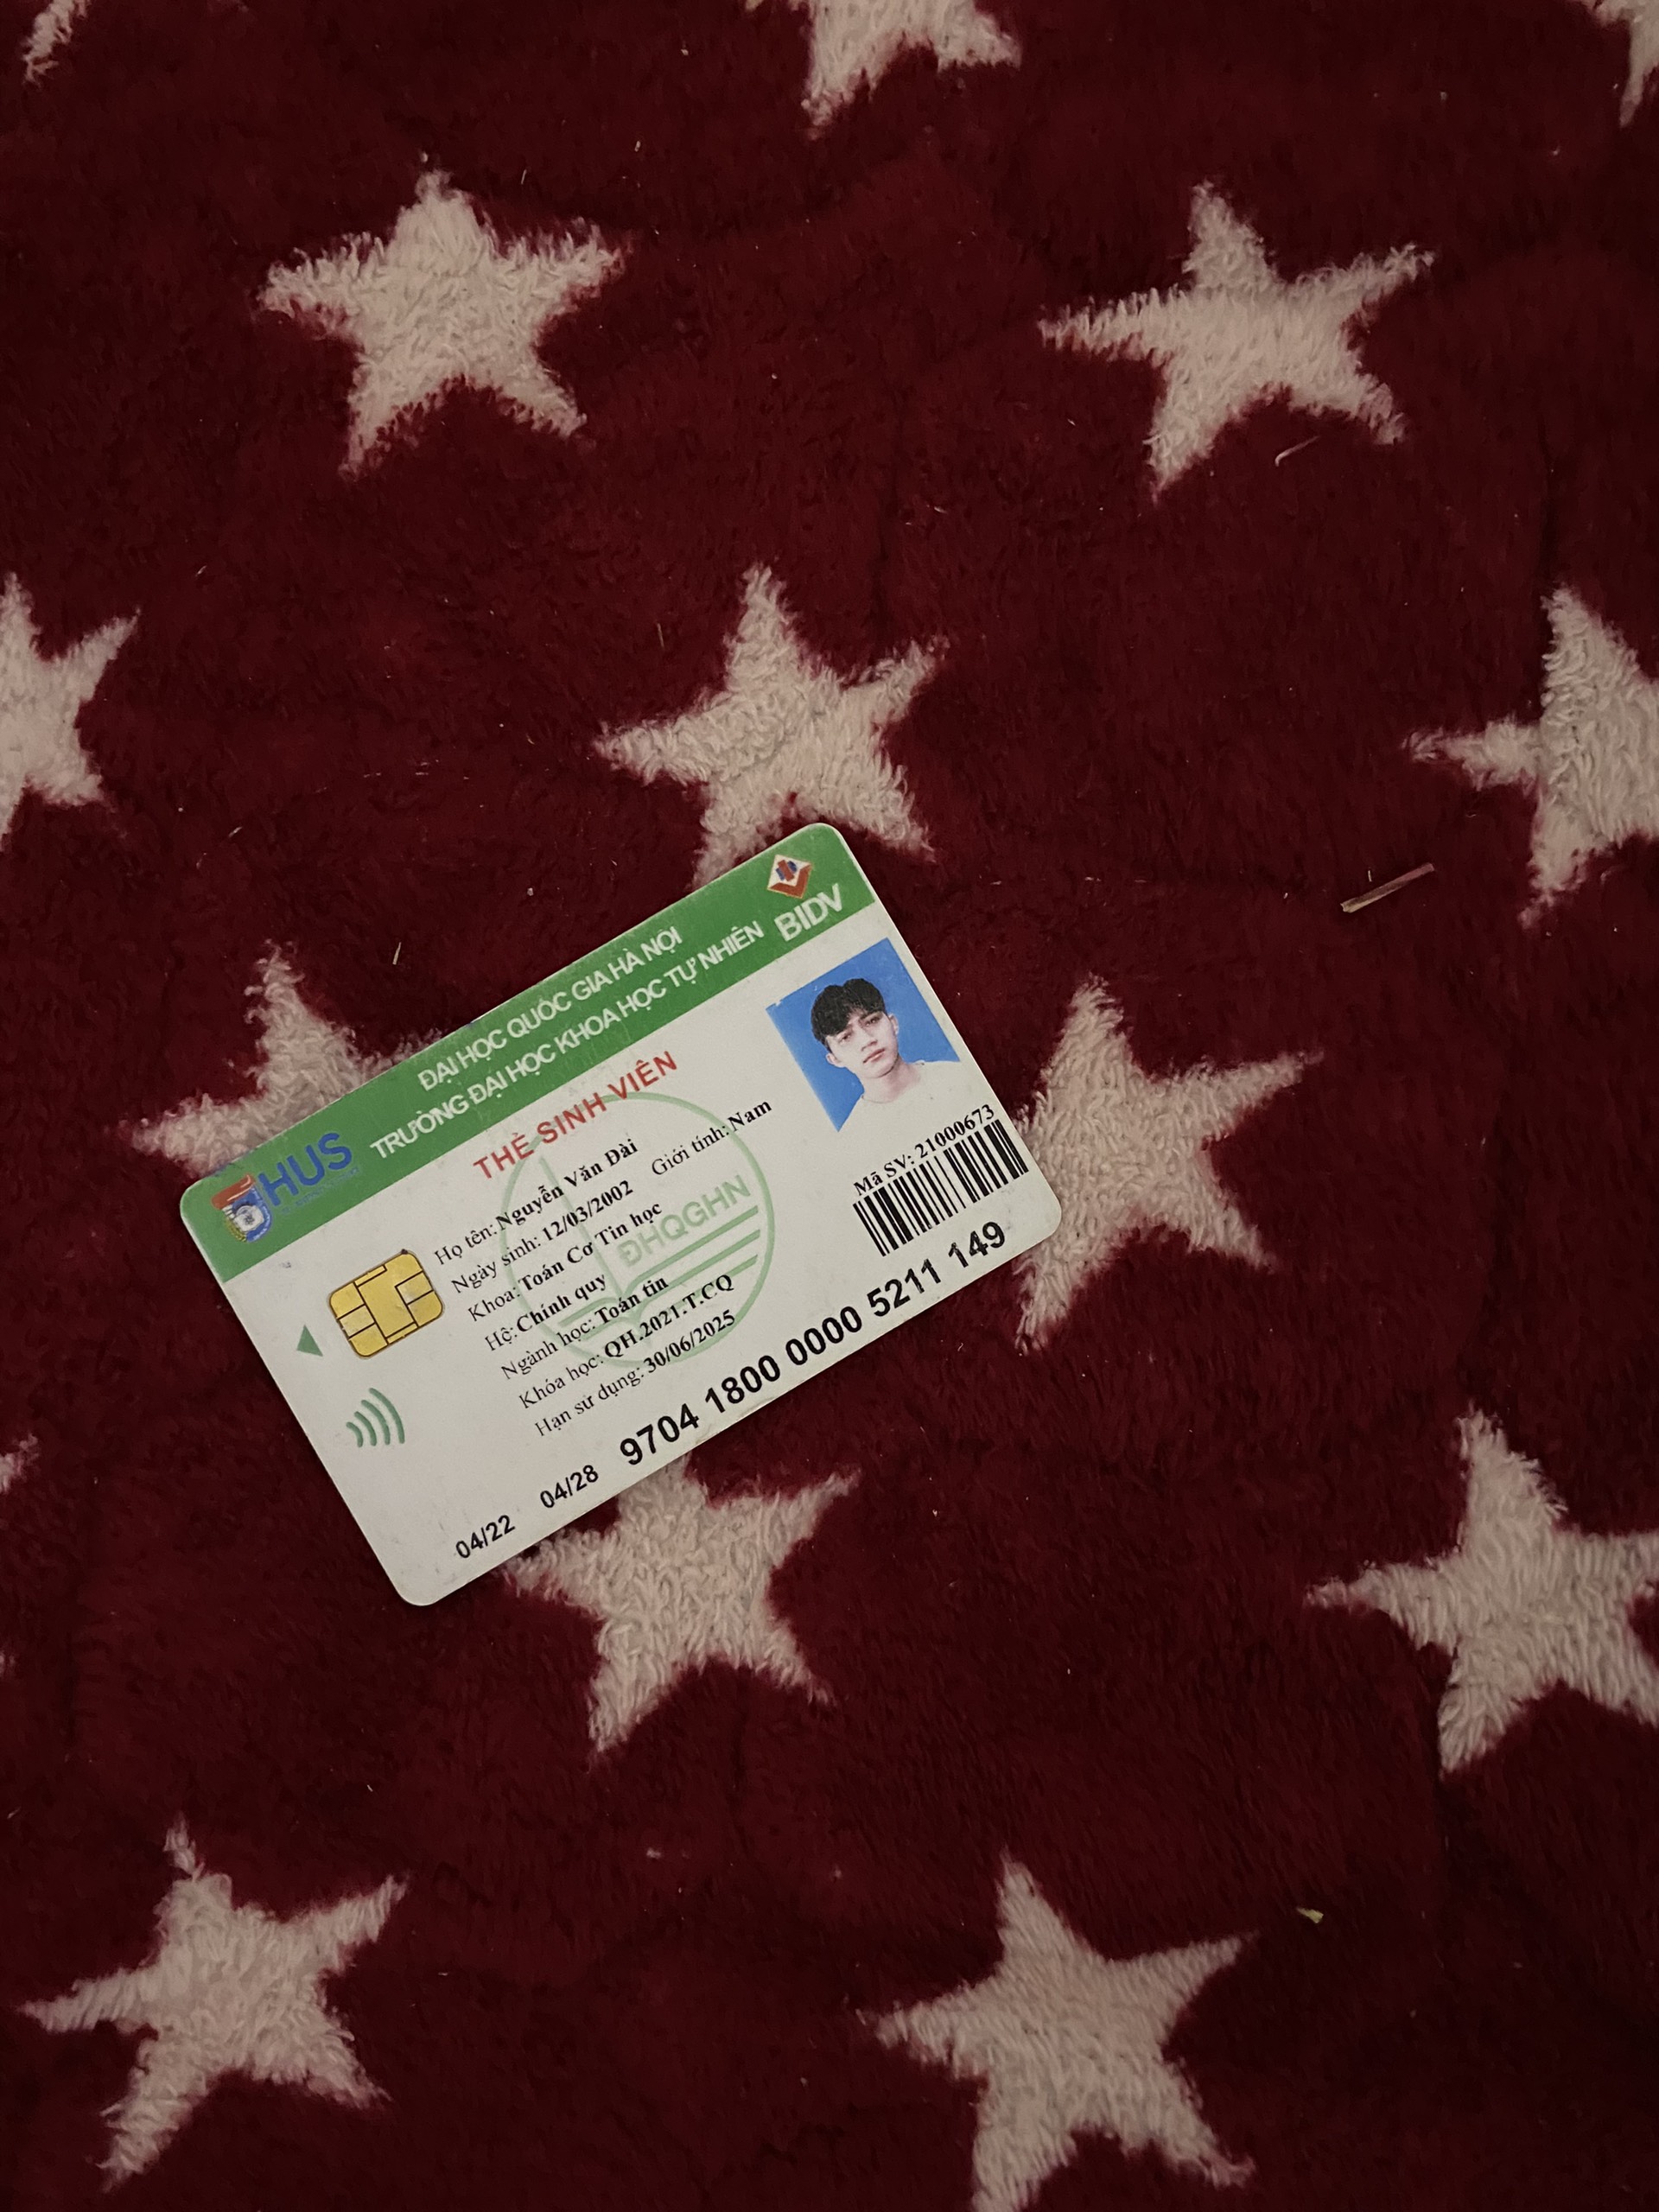 ĐẠI HỌC QUỐC GIA HÀ NỘI
TRƯỜNG ĐẠI HỌC KHOA HỌC TỰ NHIÊN
BIDV
HUS
THẺ SINH VIÊN
Họ tên: Nguyễn Văn Đài
Ngày sinh: 12/03/2002 Giới tính: Nam
Khoa: Toán Cơ Tin học
Hệ: Chính quy
Ngành học: Toán tin
Khóa học: QH.2021.T.CQ
Hạn sử dụng: 30/06/2025
ĐHQGHN
Mã SV: 21000673
9704 1800 0000 5211 149
04/22 04/28